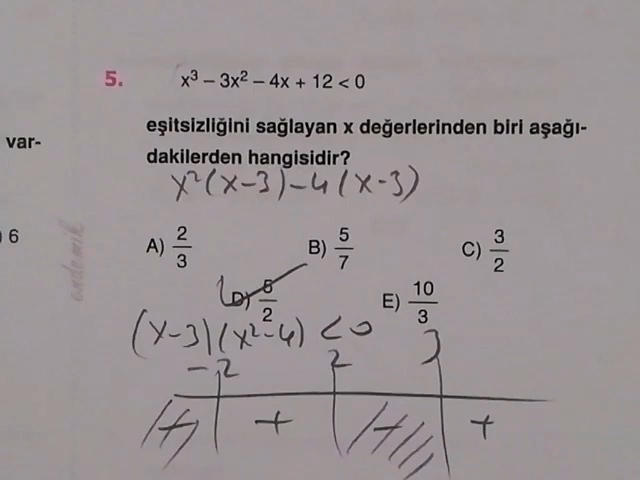 5. x³ – 3x² – 4x + 12 < 0
eşitsizliğini sağlayan x değerlerinden biri aşağı-
dakilerden hangisidir?
var-
x²(x-3)-4(x-3)
6
A) 2/3 B) 5/7 C) 3/2
D) 5/2 E) 10/3
endemik
(x-3)(x²-4) <0
-2 2 3
+ +